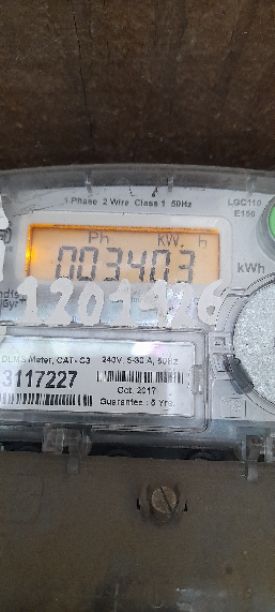 1 Phase 2 Wire Class 1 50Hz
LGC110
E150
Ph kW, h
003403
kWh
1201426
DLMS Meter, CAT- C3 240V, 5-30 A, 50Hz
3117227
Oct. 2017
Guarantee : 5 Yrs.